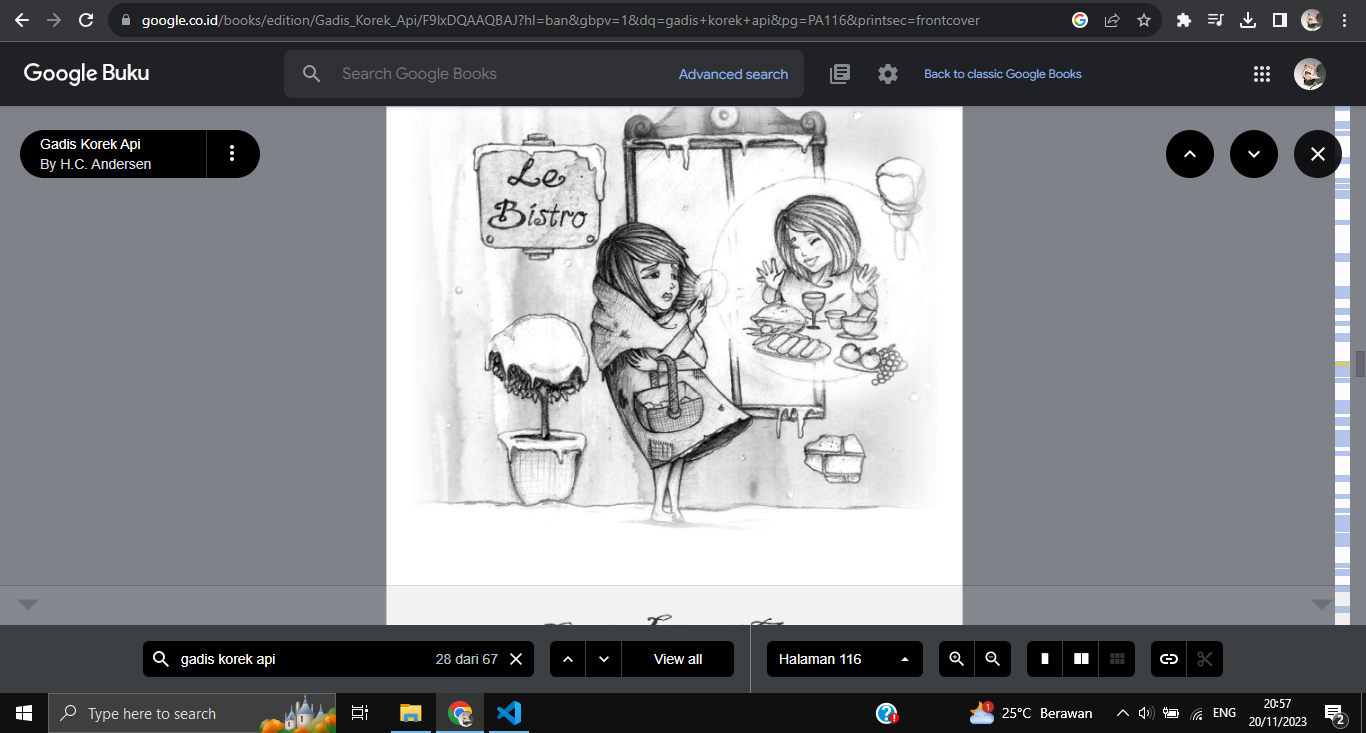 google.co.id/books/edition/Gadis_Korek_Api/F9lxDQAAQBAJ?hl=ban&gbpv=1&dq=gadis+korek+api&pg=PA116&printsec=frontcover
Google Buku
Search Google Books
Advanced search
Back to classic Google Books
Gadis Korek Api
By H.C. Andersen
Le
Bistro
gadis korek api
28 dari 67
View all
Halaman 116
Type here to search
1
25°C Berawan
ENG
20:57
20/11/2023
2